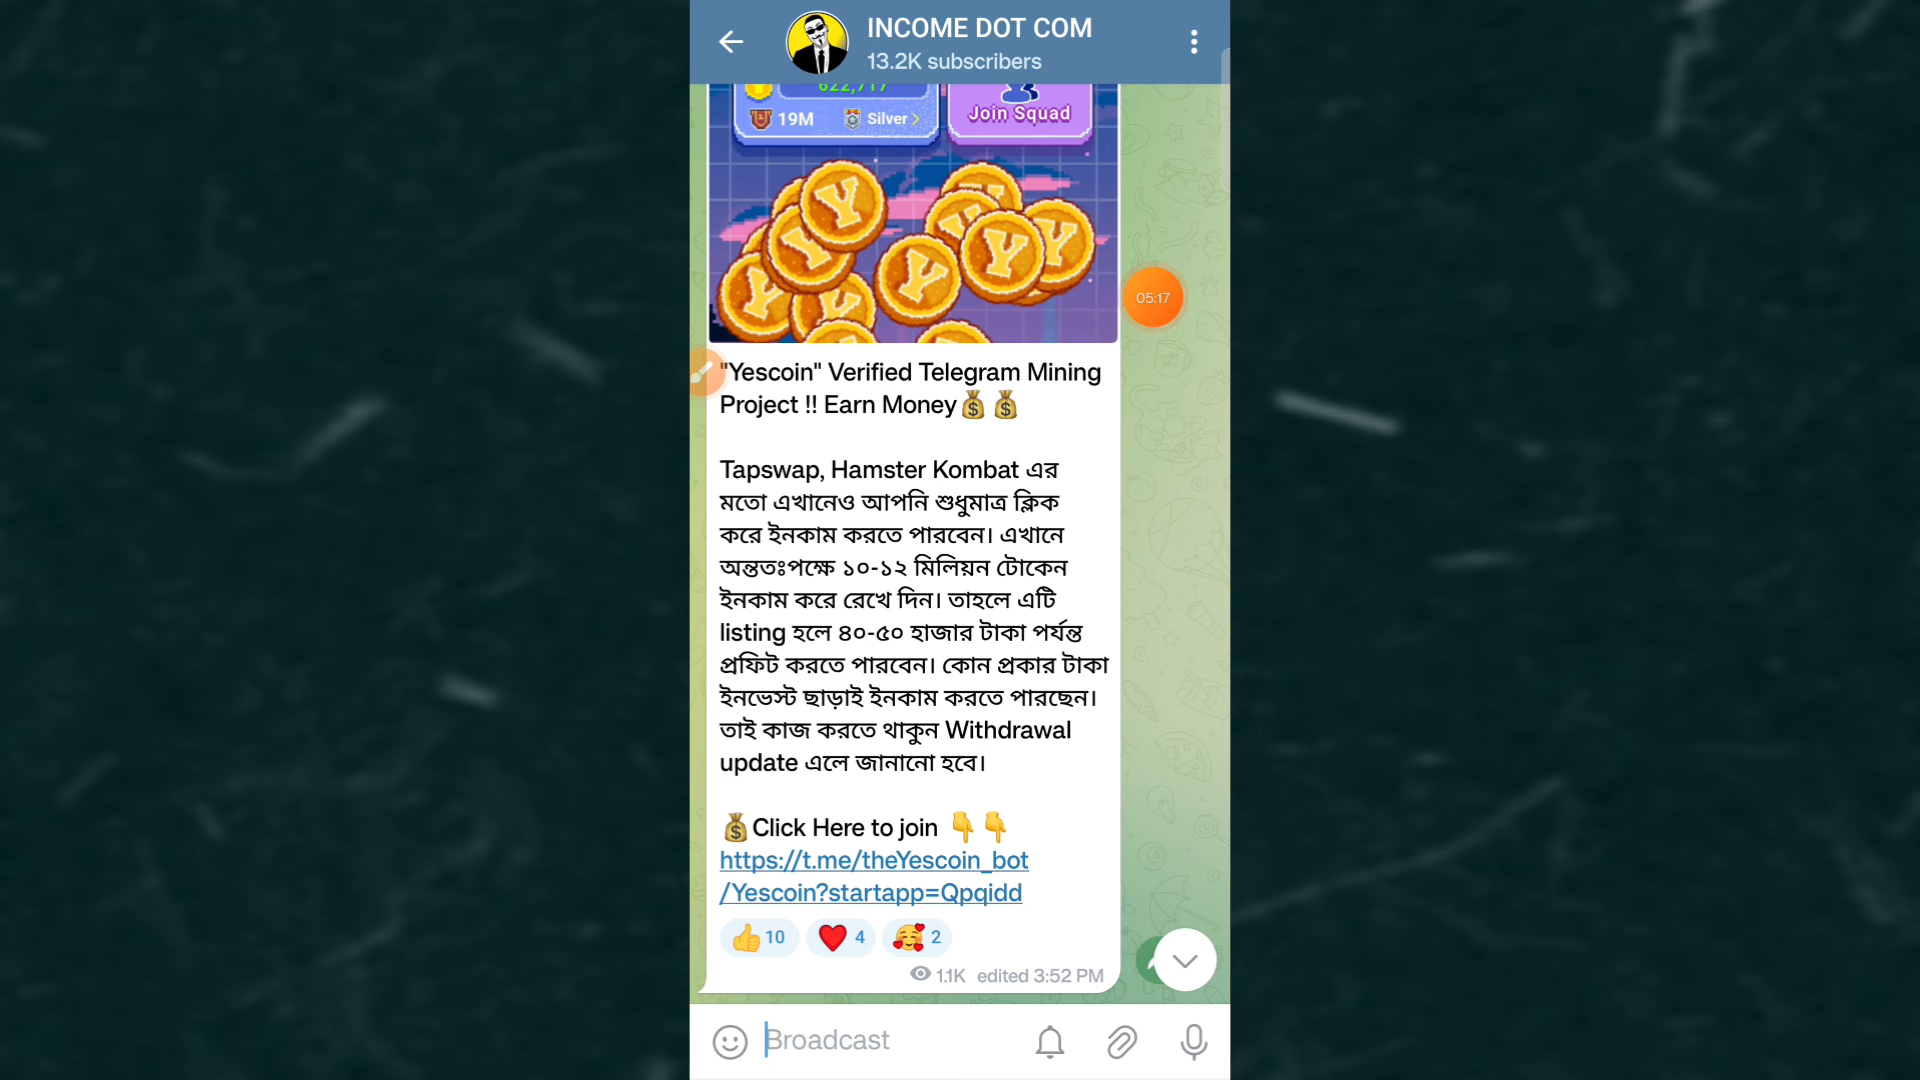 INCOME DOT COM
13.2K subscribers
622,717
19M
Silver
Join Squad
05:17
"Yescoin" Verified Telegram Mining
Project !! Earn Money💰💰
Tapswap, Hamster Kombat এর
মতো এখানেও আপনি শুধুমাত্র ক্লিক
করে ইনকাম করতে পারবেন। এখানে
অন্ততঃপক্ষে ১০-১২ মিলিয়ন টোকেন
ইনকাম করে রেখে দিন। তাহলে এটি
listing হলে ৪০-৫০ হাজার টাকা পর্যন্ত
প্রফিট করতে পারবেন। কোন প্রকার টাকা
ইনভেস্ট ছাড়াই ইনকাম করতে পারছেন।
তাই কাজ করতে থাকুন Withdrawal
update এলে জানানো হবে।
💰Click Here to join 👇👇
https://t.me/theYescoin_bot
/Yescoin?startapp=Qpqidd
👍 10 ❤️ 4 🥰 2
1.1K edited 3:52 PM
Broadcast